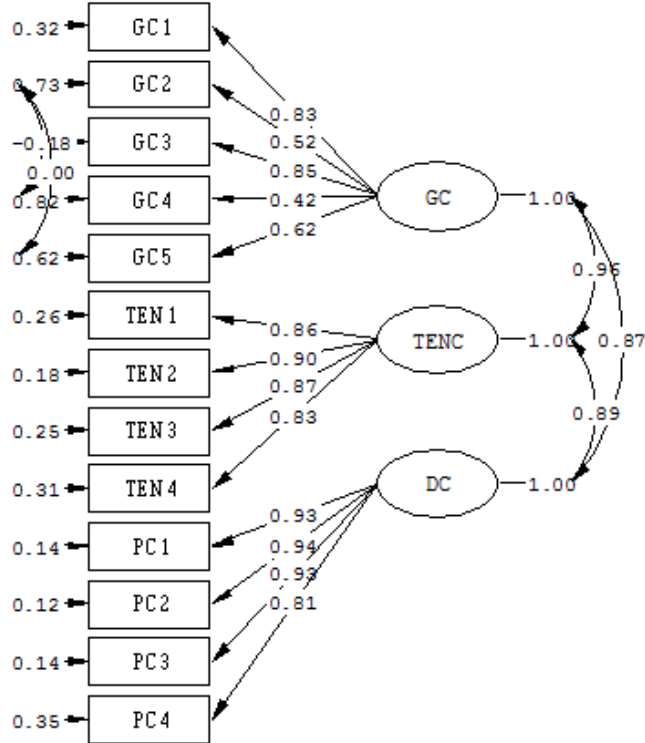 0.32 GC1
0.73 GC2
0.83
-0.18 GC3
0.52
0.00
0.85
0.82 GC4
0.42
GC 1.00
0.62 GC5
0.62
0.96
0.26 TEN1
0.86
0.18 TEN2
0.90
TENC 1.00 0.87
0.87
0.25 TEN3
0.83
0.89
0.31 TEN4
DC 1.00
0.14 PC1
0.93
0.94
0.12 PC2
0.93
0.81
0.14 PC3
0.35 PC4